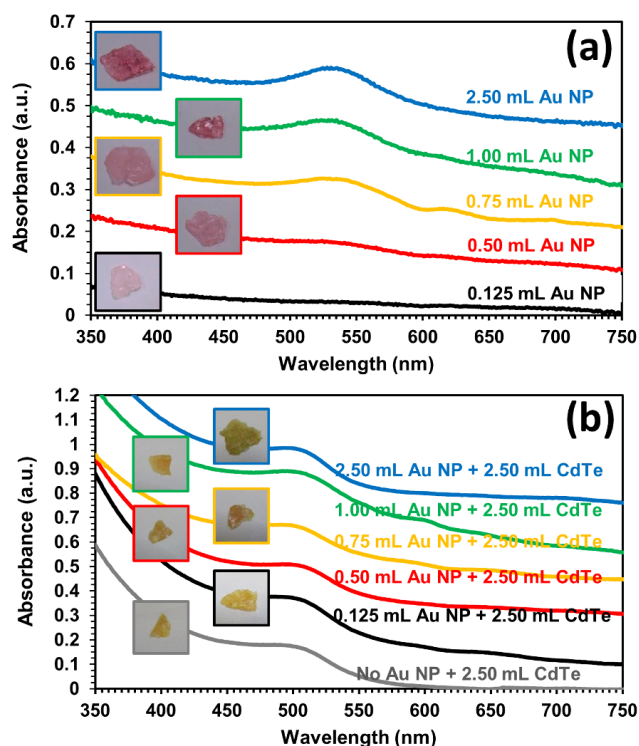 (a)
Absorbance (a.u.)
0.7
0.6
0.5
0.4
0.3
0.2
0.1
0
2.50 mL Au NP
1.00 mL Au NP
0.75 mL Au NP
0.50 mL Au NP
0.125 mL Au NP
350 400 450 500 550 600 650 700 750
Wavelength (nm)
(b)
Absorbance (a.u.)
1.2
1.1
1
0.9
0.8
0.7
0.6
0.5
0.4
0.3
0.2
0.1
0
2.50 mL Au NP + 2.50 mL CdTe
1.00 mL Au NP + 2.50 mL CdTe
0.75 mL Au NP + 2.50 mL CdTe
0.50 mL Au NP + 2.50 mL CdTe
0.125 mL Au NP + 2.50 mL CdTe
No Au NP + 2.50 mL CdTe
350 400 450 500 550 600 650 700 750
Wavelength (nm)